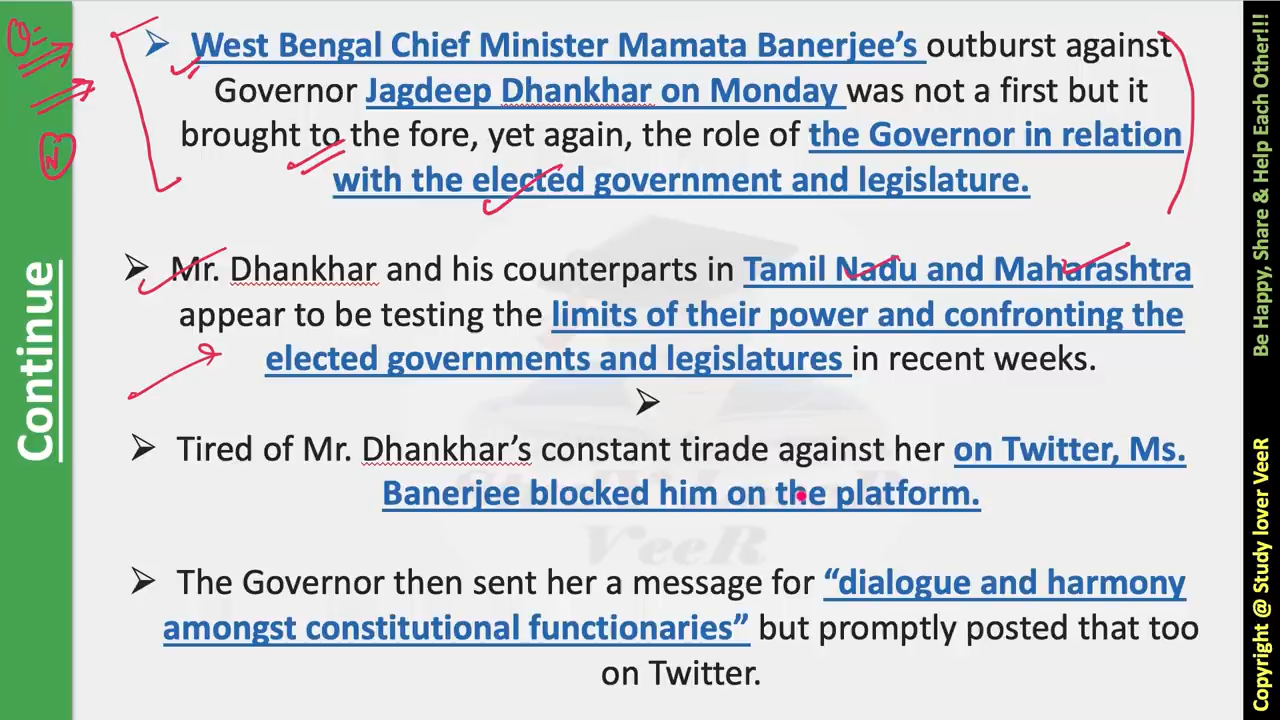 Continue
➢ West Bengal Chief Minister Mamata Banerjee’s outburst against
Governor Jagdeep Dhankhar on Monday was not a first but it
brought to the fore, yet again, the role of the Governor in relation
with the elected government and legislature.
➢ Mr. Dhankhar and his counterparts in Tamil Nadu and Maharashtra
appear to be testing the limits of their power and confronting the
elected governments and legislatures in recent weeks.
➢
➢ Tired of Mr. Dhankhar’s constant tirade against her on Twitter, Ms.
Banerjee blocked him on the platform.
➢ The Governor then sent her a message for “dialogue and harmony
amongst constitutional functionaries” but promptly posted that too
on Twitter.
VeeR
Be Happy, Share & Help Each Other!!!
Copyright @ Study lover VeeR